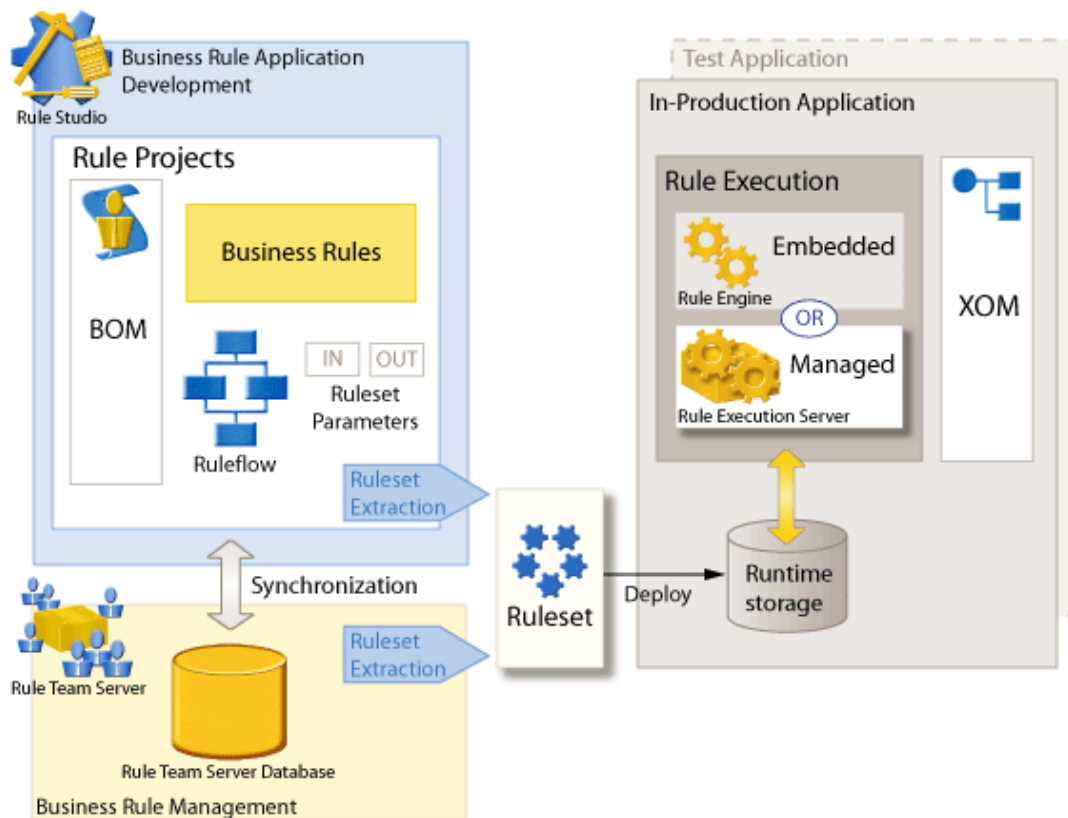 Business Rule Application
Development
Rule Studio
Rule Projects
BOM
Business Rules
IN
OUT
Ruleset
Parameters
Ruleflow
Ruleset
Extraction
Synchronization
Rule Team Server
Ruleset
Extraction
Rule Team Server Database
Business Rule Management
Ruleset
Deploy
Test Application
In-Production Application
Rule Execution
Embedded
Rule Engine
OR
Managed
Rule Execution Server
XOM
Runtime
storage